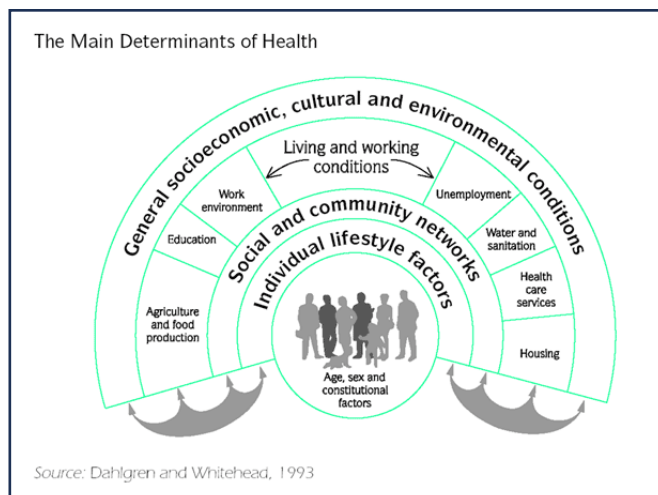 The Main Determinants of Health
General socioeconomic, cultural and environmental conditions
Living and working
conditions
Work
environment
Unemployment
Education
Water and
sanitation
Agriculture
and food
production
Health
care
services
Housing
Social and community networks
Individual lifestyle factors
Age, sex and
constitutional
factors
Source: Dahlgren and Whitehead, 1993